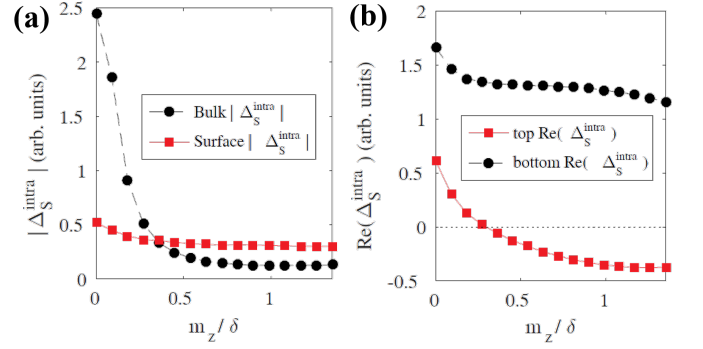 (a)
2.5
2
1.5
1
0.5
0
|Δ_S^intra| (arb. units)
Bulk | Δ_S^intra |
Surface | Δ_S^intra |
0
0.5
1
m_z / δ
(b)
2
1.5
1
0.5
0
-0.5
Re(Δ_S^intra) (arb. units)
top Re( Δ_S^intra)
bottom Re( Δ_S^intra)
0
0.5
1
m_z / δ